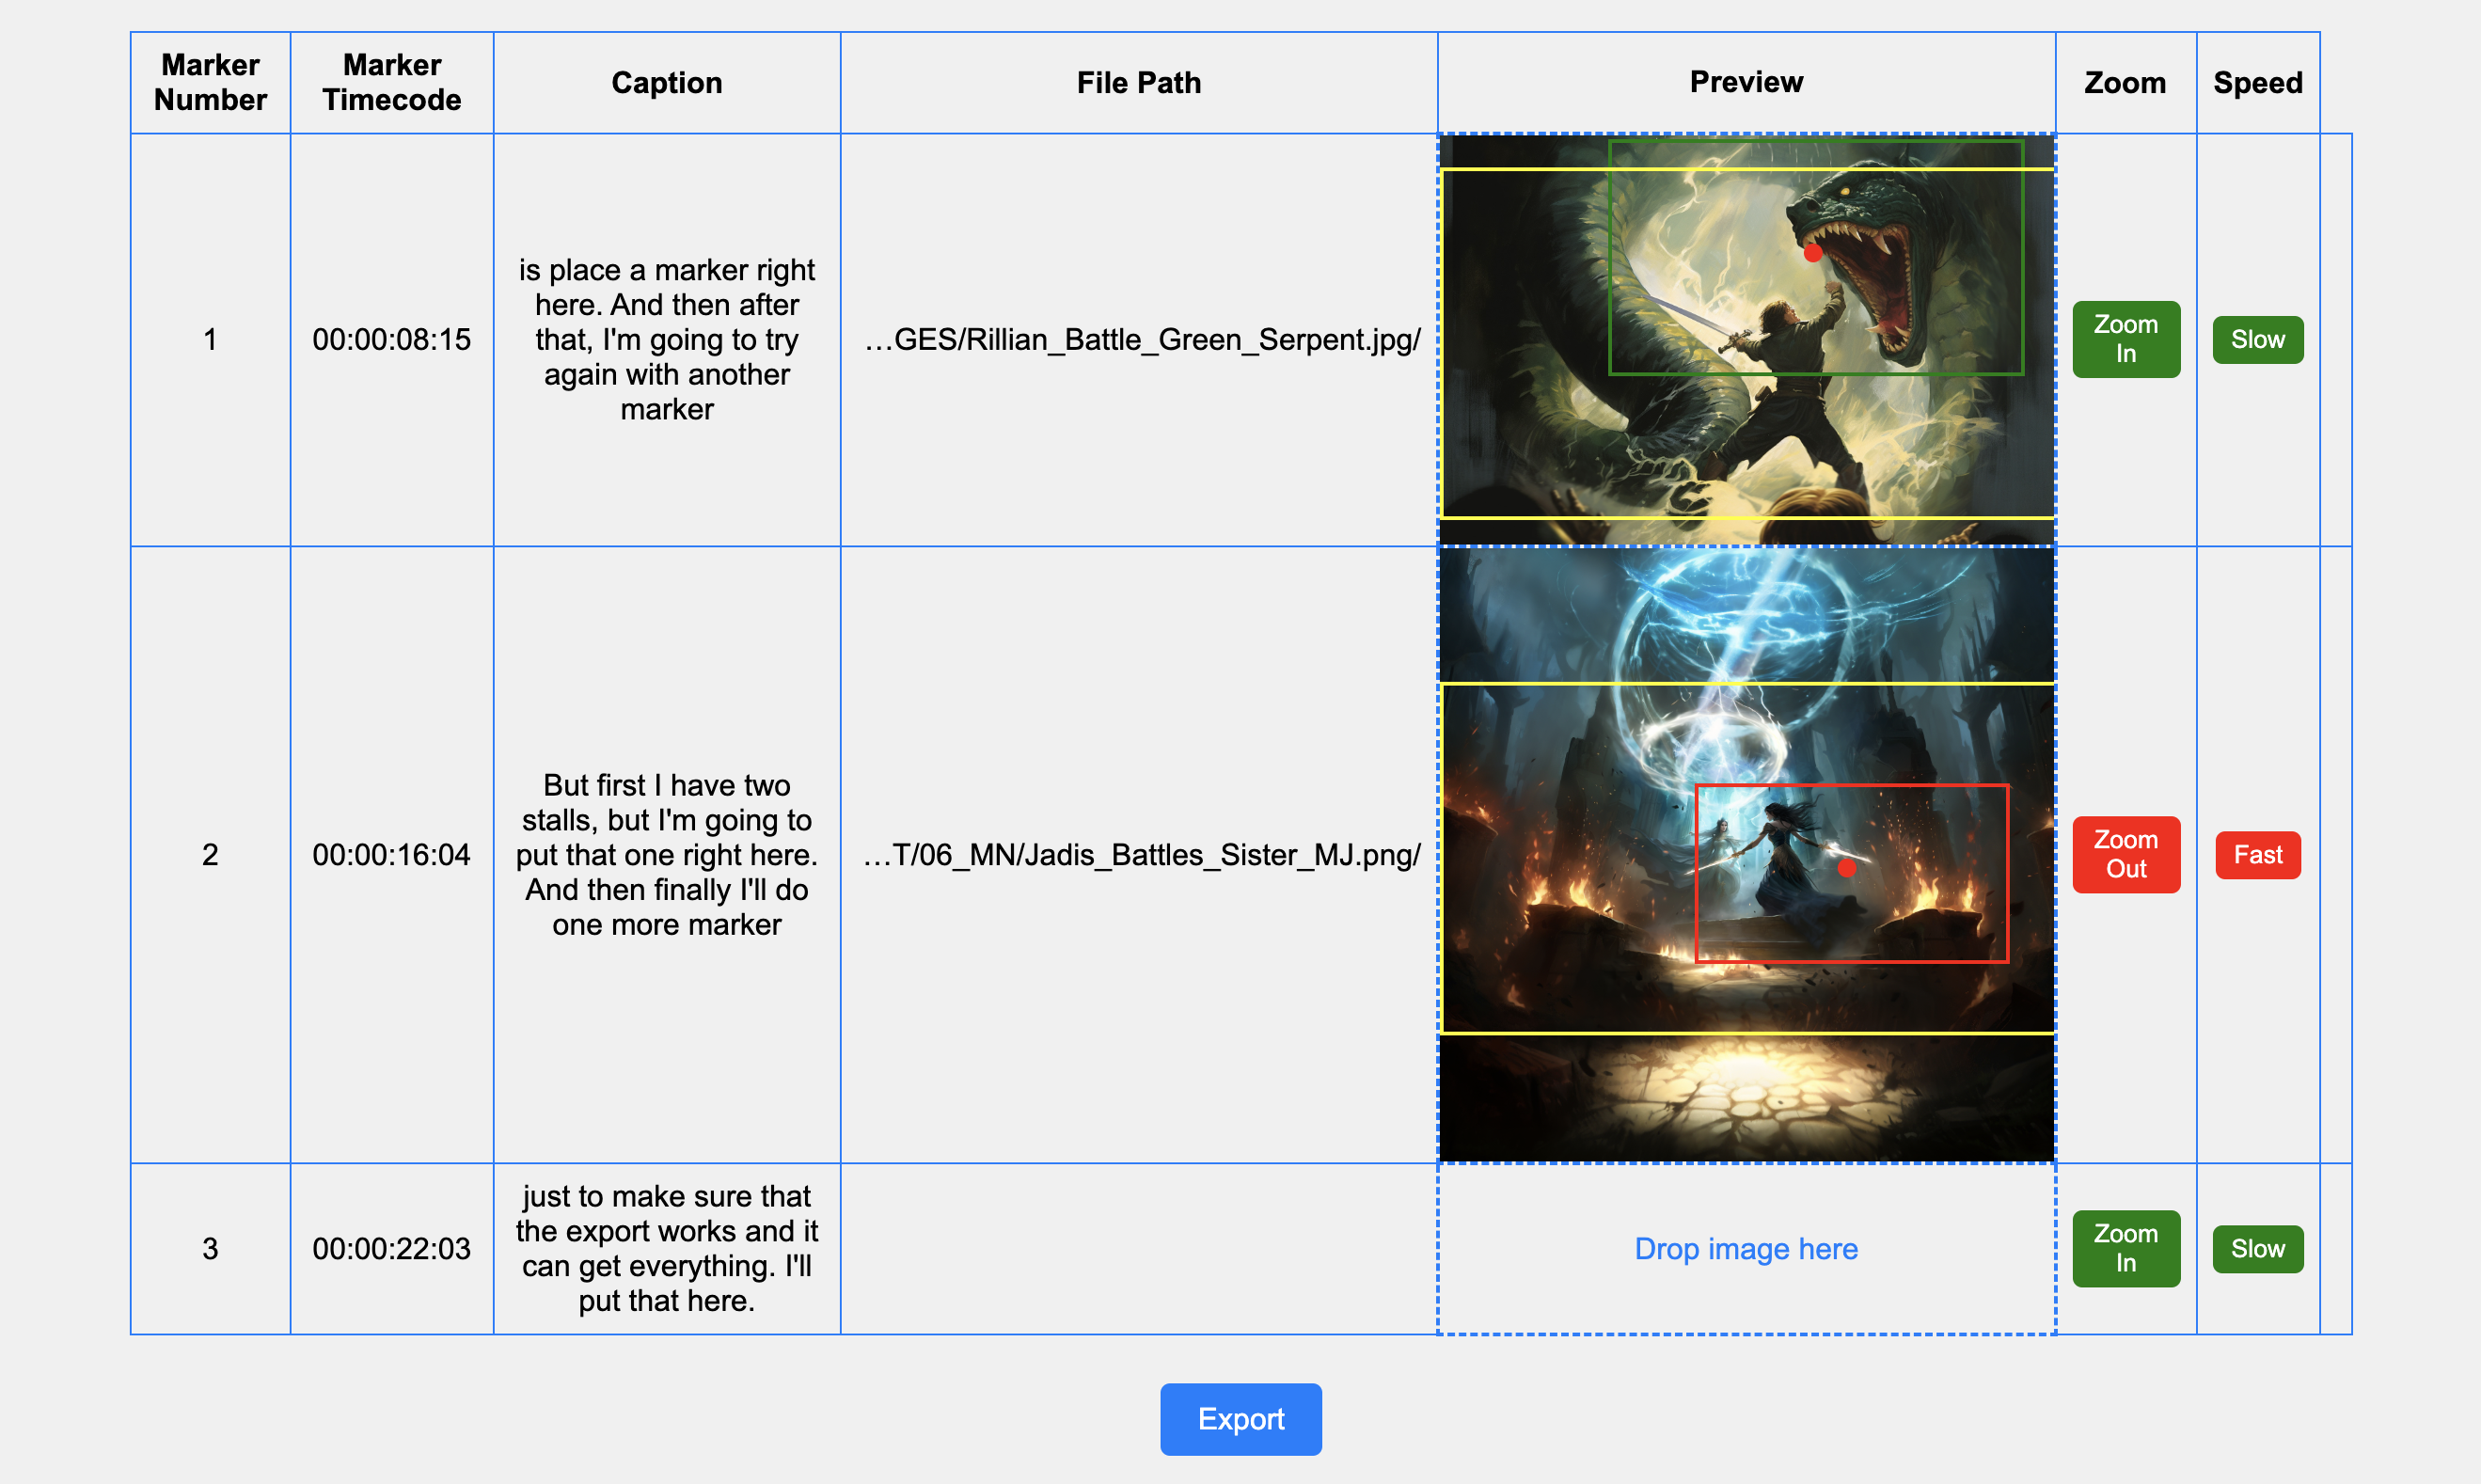 Marker
Number
Marker
Timecode
Caption
File Path
Preview
Zoom
Speed
1
00:00:08:15
is place a marker right
here. And then after
that, I'm going to try
again with another
marker
...GES/Rillian_Battle_Green_Serpent.jpg/
Zoom
In
Slow
2
00:00:16:04
But first I have two
stalls, but I'm going to
put that one right here.
And then finally I'll do
one more marker
...T/06_MN/Jadis_Battles_Sister_MJ.png/
Zoom
Out
Fast
3
00:00:22:03
just to make sure that
the export works and it
can get everything. I'll
put that here.
Drop image here
Zoom
In
Slow
Export